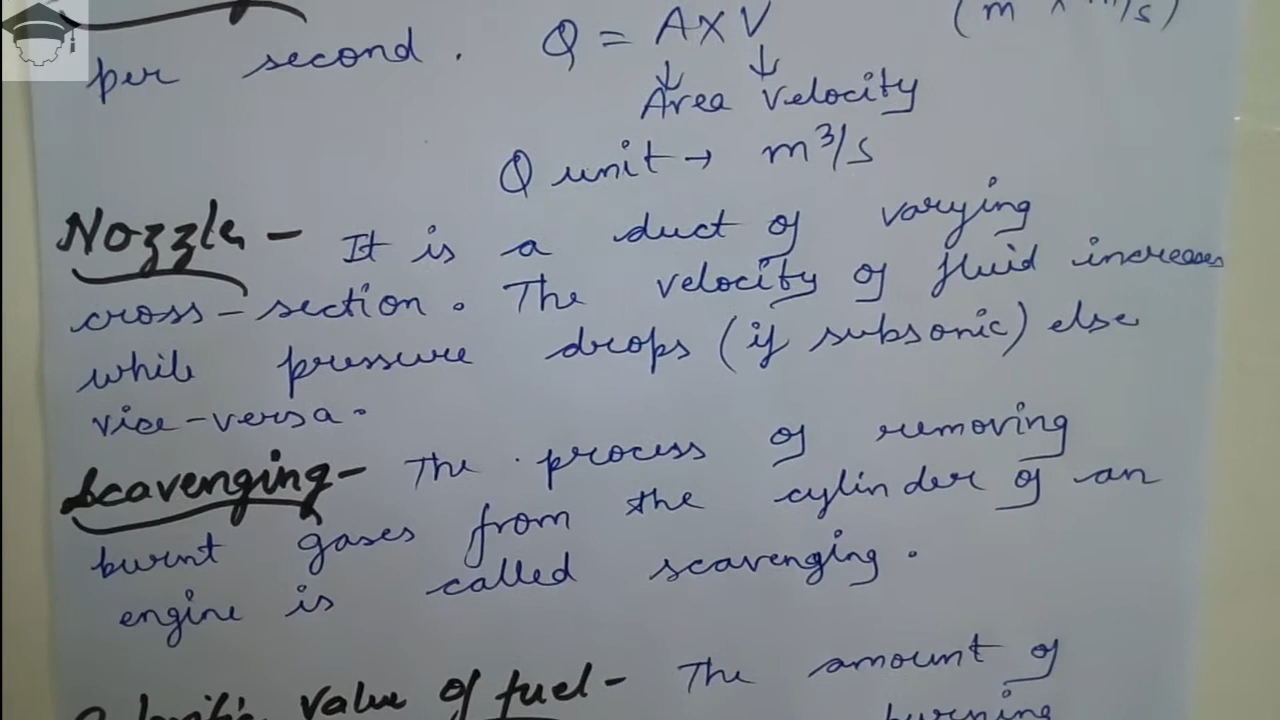 per second. Q = A x V
Area Velocity
Q unit → m³/s
Nozzle - It is a duct of varying
cross-section. The velocity of fluid increases
while pressure drops (if subsonic) else
vice-versa.
Scavenging - The process of removing
burnt gases from the cylinder of an
engine is called scavenging.
value of fuel - The amount of
burning